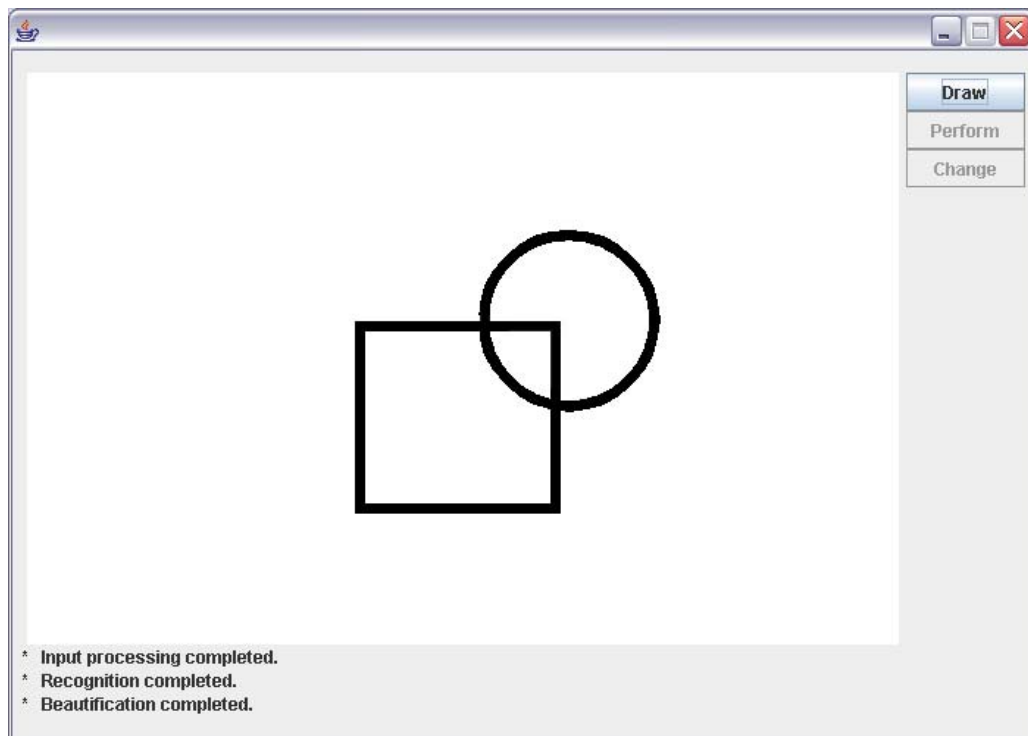 Draw
Perform
Change
* Input processing completed.
* Recognition completed.
* Beautification completed.